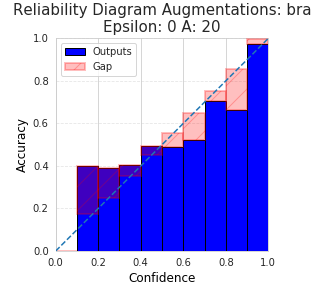 Reliability Diagram Augmentations: bra
Epsilon: 0 A: 20
1.0
0.8
0.6
0.4
0.2
0.0
Accuracy
Outputs
Gap
0.0 0.2 0.4 0.6 0.8 1.0
Confidence